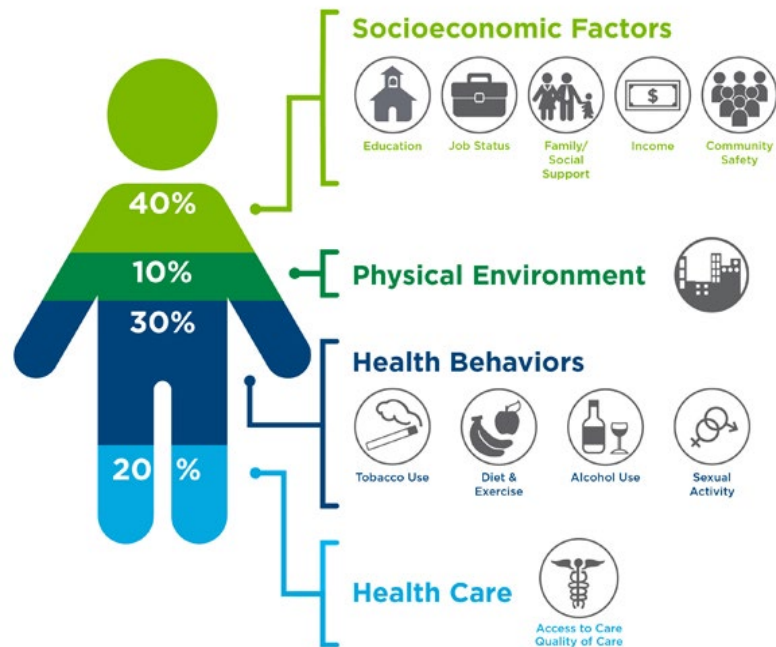 Socioeconomic Factors
Education
Job Status
Family/
Social
Support
Income
$
Community
Safety
40%
10%
Physical Environment
30%
Health Behaviors
Tobacco Use
Diet &
Exercise
Alcohol Use
Sexual
Activity
20 %
Health Care
Access to Care
Quality of Care